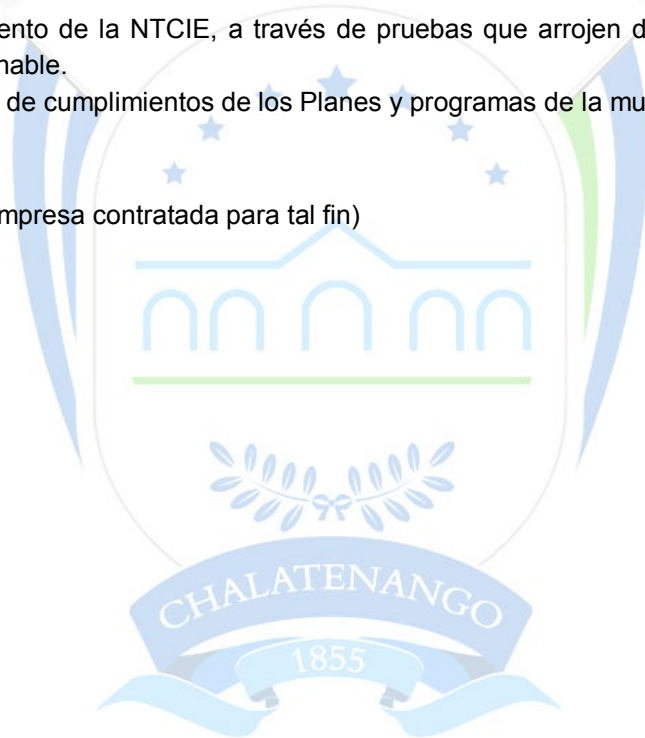 ento de la NTCIE, a través de pruebas que arrojen d
nable.
de cumplimientos de los Planes y programas de la mu
mpresa contratada para tal fin)
CHALATENANGO
1855